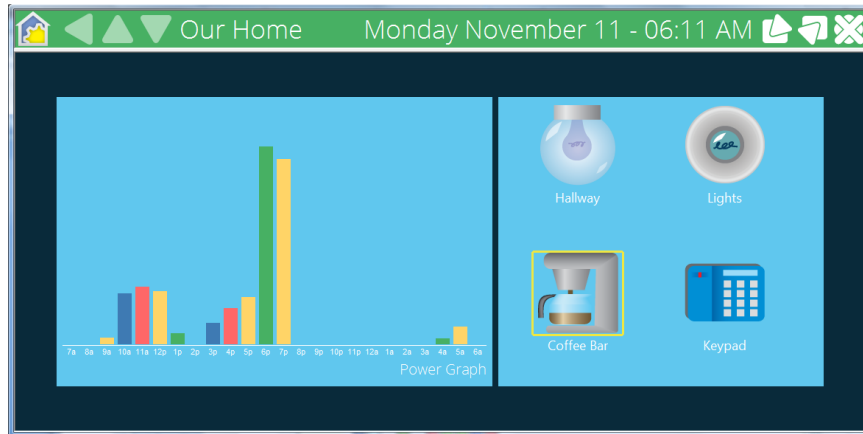 Our Home
Monday November 11 - 06:11 AM
7a 8a 9a 10a 11a 12p 1p 2p 3p 4p 5p 6p 7p 8p 9p 10p 11p 12a 1a 2a 3a 4a 5a 6a
Power Graph
Hallway
Lights
Coffee Bar
Keypad